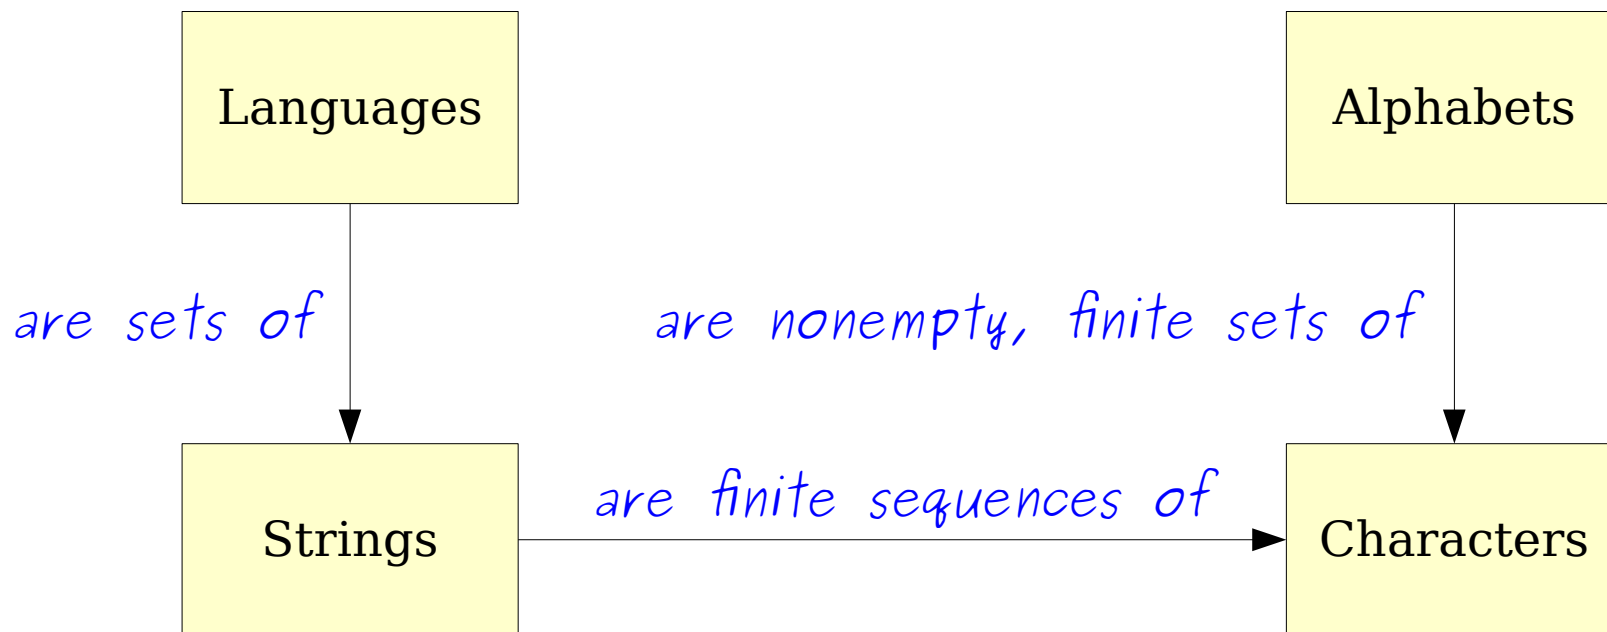 Languages
Alphabets
are sets of
are nonempty, finite sets of
are finite sequences of
Strings
Characters